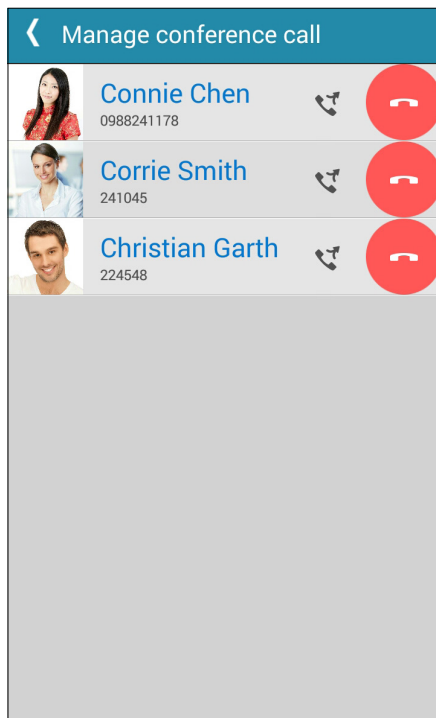 Manage conference call
Connie Chen
0988241178
Corrie Smith
241045
Christian Garth
224548